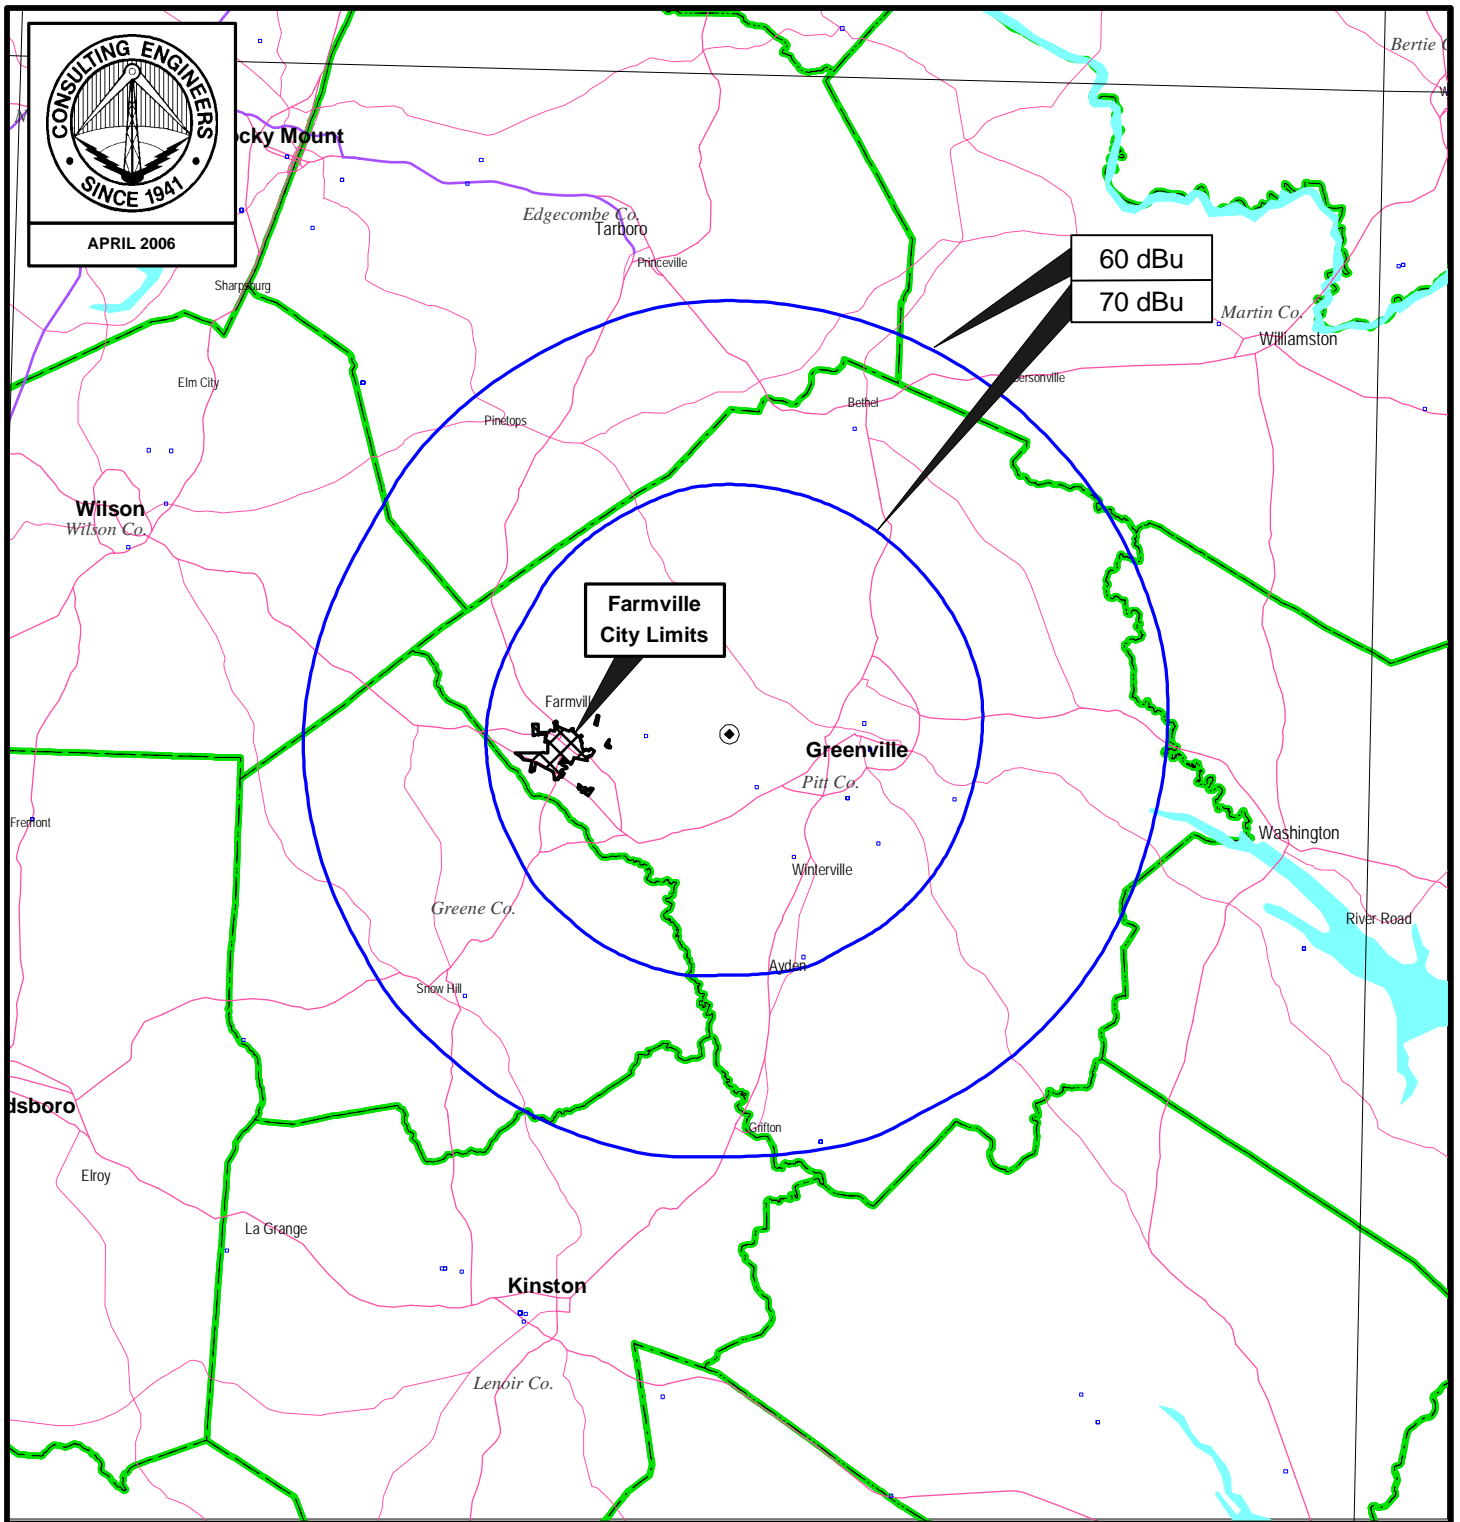 CONSULTING ENGINEERS
• SINCE 1941 •
APRIL 2006
Bertie
ocky Mount
Edgecombe Co.
Tarboro
Princeville
60 dBu
70 dBu
Sharpsburg
Martin Co.
Williamston
Elm City
ersonville
Bethel
Pinetops
Wilson
Wilson Co.
Farmville
City Limits
Farmvill
Greenville
Pitt Co.
Fremont
Washington
Winterville
Greene Co.
River Road
Ayden
Snow Hill
dsboro
Grifton
Elroy
La Grange
Kinston
Lenoir Co.